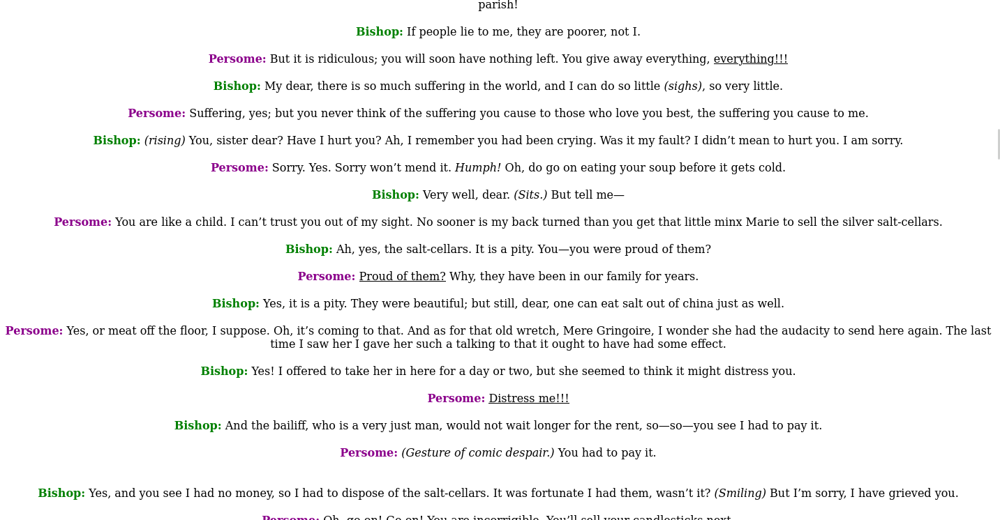 parish!
Bishop: If people lie to me, they are poorer, not I.
Persome: But it is ridiculous; you will soon have nothing left. You give away everything, everything!!!
Bishop: My dear, there is so much suffering in the world, and I can do so little (sighs), so very little.
Persome: Suffering, yes; but you never think of the suffering you cause to those who love you best, the suffering you cause to me.
Bishop: (rising) You, sister dear? Have I hurt you? Ah, I remember you had been crying. Was it my fault? I didn’t mean to hurt you. I am sorry.
Persome: Sorry. Yes. Sorry won’t mend it. Humph! Oh, do go on eating your soup before it gets cold.
Bishop: Very well, dear. (Sits.) But tell me—
Persome: You are like a child. I can’t trust you out of my sight. No sooner is my back turned than you get that little minx Marie to sell the silver salt-cellars.
Bishop: Ah, yes, the salt-cellars. It is a pity. You—you were proud of them?
Persome: Proud of them? Why, they have been in our family for years.
Bishop: Yes, it is a pity. They were beautiful; but still, dear, one can eat salt out of china just as well.
Persome: Yes, or meat off the floor, I suppose. Oh, it’s coming to that. And as for that old wretch, Mere Gringoire, I wonder she had the audacity to send here again. The last
time I saw her I gave her such a talking to that it ought to have had some effect.
Bishop: Yes! I offered to take her in here for a day or two, but she seemed to think it might distress you.
Persome: Distress me!!!
Bishop: And the bailiff, who is a very just man, would not wait longer for the rent, so—so—you see I had to pay it.
Persome: (Gesture of comic despair.) You had to pay it.
Bishop: Yes, and you see I had no money, so I had to dispose of the salt-cellars. It was fortunate I had them, wasn’t it? (Smiling) But I’m sorry, I have grieved you.
Persome: Oh, go on! Go on! You are incorrigible. You’ll sell your candlesticks next.